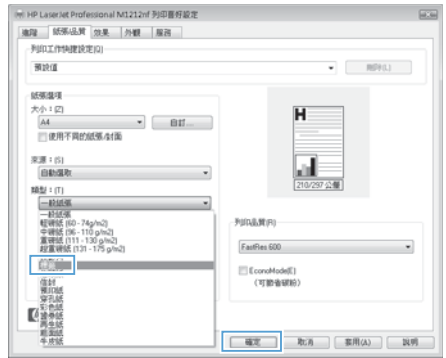 HP LaserJet Professional M1212nf 列印喜好設定
進階 紙張/品質 效果 外觀 服務
列印工作快捷設定(Q)
預設值
刪除(L)
紙張選項
大小：(Z)
A4
自訂...
使用不同的紙張/封面
來源：(S)
自動選取
210/297 公釐
類型：(T)
一般紙張
一般紙張
輕磅紙 (60 - 74g/m2)
中磅紙 (96 - 110 g/m2)
重磅紙 (111 - 130 g/m2)
超重磅紙 (131 - 175 g/m2)
標籤
信封
預印紙
穿孔紙
彩色紙
證券紙
再生紙
粗面紙
牛皮紙
列印品質(R)
FastRes 600
EconoMode(E)
(可節省碳粉)
確定
取消
套用(A)
說明